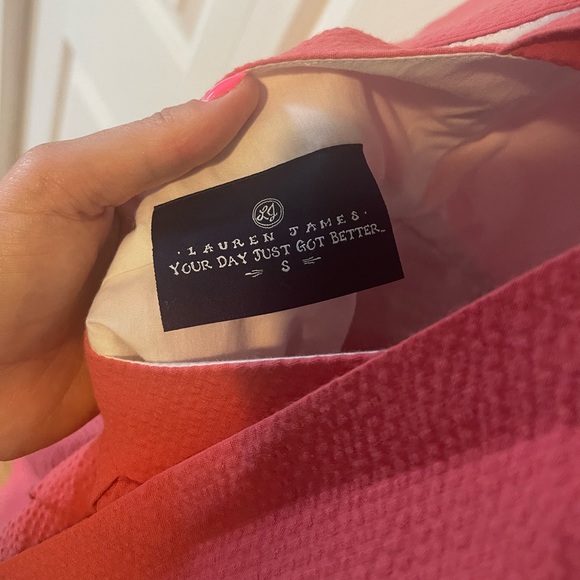 LJ
· LAUREN JAMES ·
YOUR DAY JUST GOT BETTER
S